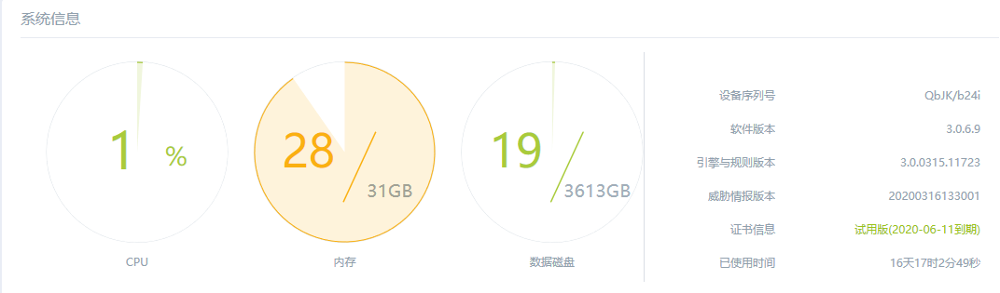 系统信息
1 %
CPU
28
31GB
内存
19
3613GB
数据磁盘
设备序列号 QbJK/b24i
软件版本 3.0.6.9
引擎与规则版本 3.0.0315.11723
威胁情报版本 20200316133001
证书信息 试用版(2020-06-11到期)
已使用时间 16天17时2分49秒